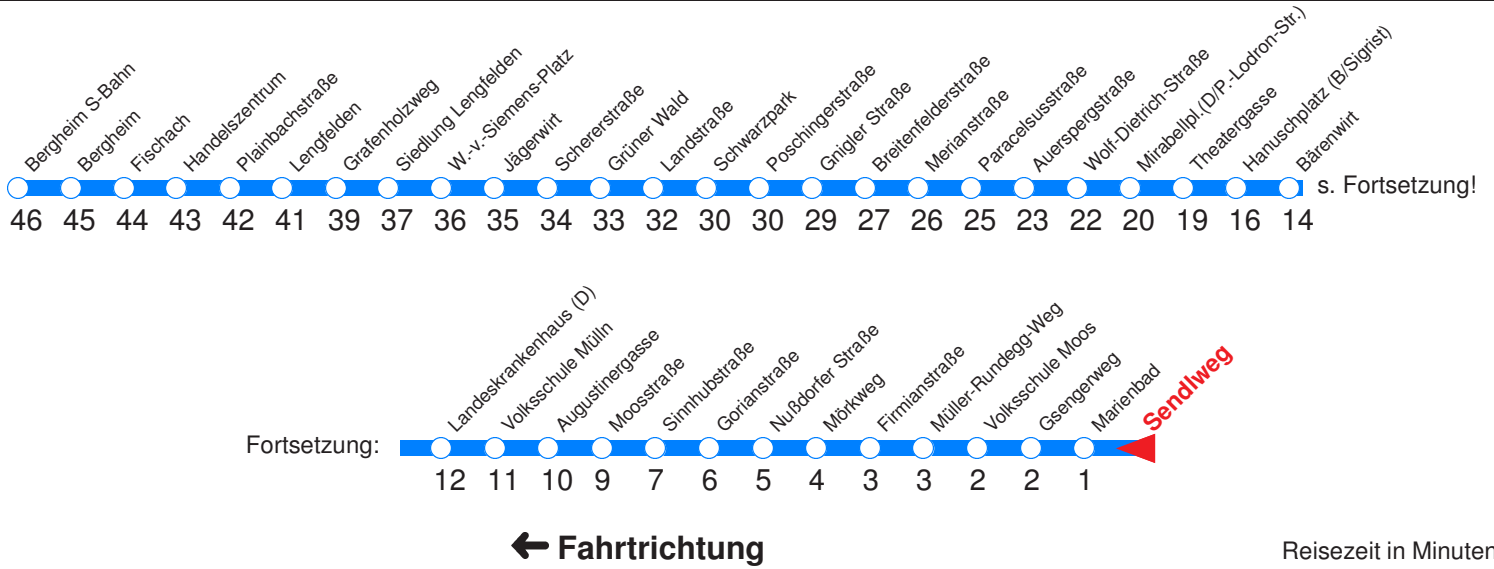 Bergheim S-Bahn
Bergheim
Fischach
Handelszentrum
Plainbachstraße
Lengfelden
Grafenholzweg
Siedlung Lengfelden
W.-v.-Siemens-Platz
Jägerwirt
Schererstraße
Grüner Wald
Landstraße
Schwarzpark
Poschingerstraße
Gnigler Straße
Breitenfelderstraße
Merianstraße
Paracelsusstraße
Auerspergstraße
Wolf-Dietrich-Straße
Mirabellpl.(D/P.-Lodron-Str.)
Theatergasse
Hanuschplatz (B/Sigrist)
Bärenwirt
s. Fortsetzung!
46 45 44 43 42 41 39 37 36 35 34 33 32 30 30 29 27 26 25 23 22 20 19 16 14
Landeskrankenhaus (D)
Volksschule Mülln
Augustinergasse
Moosstraße
Sinnhubstraße
Gorianstraße
Nußdorfer Straße
Mörkweg
Firmianstraße
Müller-Rundegg-Weg
Volksschule Moos
Gsengerweg
Marienbad
Sendlweg
Fortsetzung:
12 11 10 9 7 6 5 4 3 3 2 2 1
Fahrtrichtung
Reisezeit in Minuten